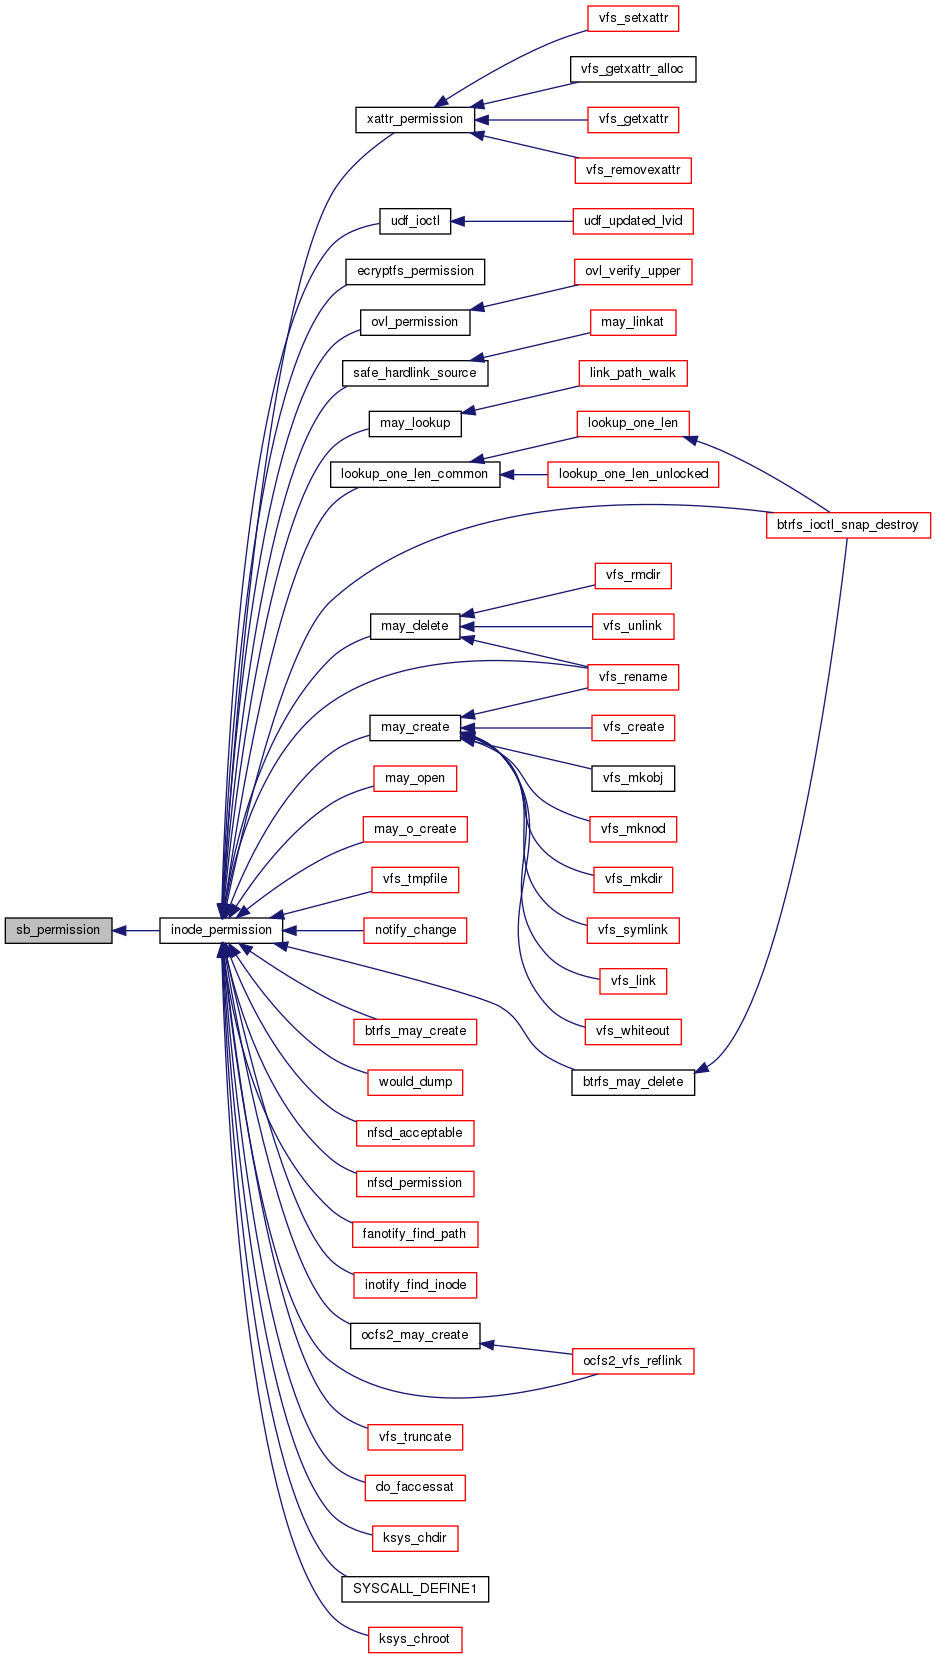 vfs_setxattr
vfs_getxattr_alloc
xattr_permission
vfs_getxattr
vfs_removexattr
udf_ioctl
udf_updated_lvid
ecryptfs_permission
ovl_verify_upper
ovl_permission
may_linkat
safe_hardlink_source
link_path_walk
may_lookup
lookup_one_len
lookup_one_len_common
lookup_one_len_unlocked
btrfs_ioctl_snap_destroy
vfs_rmdir
may_delete
vfs_unlink
vfs_rename
may_create
vfs_create
may_open
vfs_mkobj
may_o_create
vfs_mknod
vfs_tmpfile
vfs_mkdir
sb_permission
inode_permission
notify_change
vfs_symlink
vfs_link
btrfs_may_create
vfs_whiteout
would_dump
btrfs_may_delete
nfsd_acceptable
nfsd_permission
fanotify_find_path
inotify_find_inode
ocfs2_may_create
ocfs2_vfs_reflink
vfs_truncate
do_faccessat
ksys_chdir
SYSCALL_DEFINE1
ksys_chroot